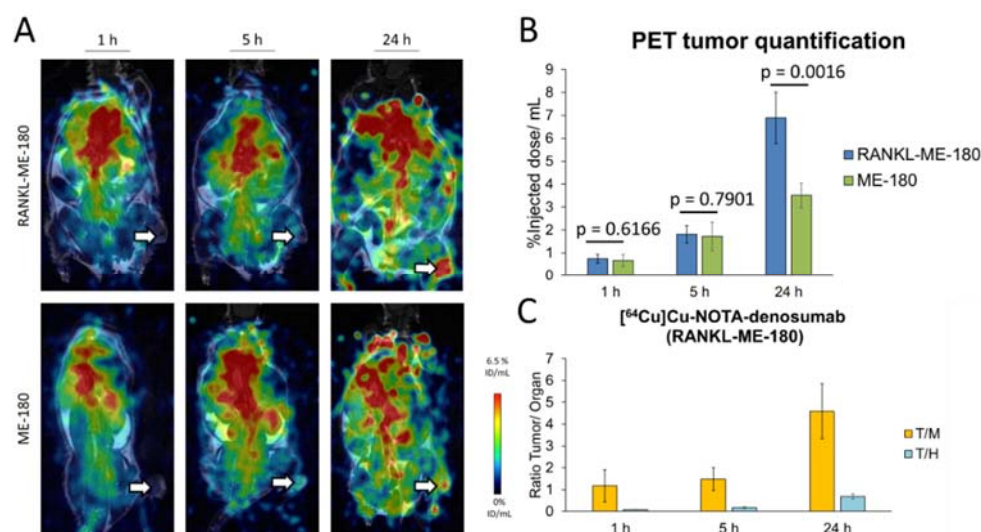 A
1 h
5 h
24 h
RANKL-ME-180
ME-180
6.5 %
ID/mL
0%
ID/mL
B
PET tumor quantification
%Injected dose/ mL
9
8
7
6
5
4
3
2
1
0
p = 0.6166
p = 0.7901
p = 0.0016
1 h
5 h
24 h
RANKL-ME-180
ME-180
C
[⁶⁴Cu]Cu-NOTA-denosumab
(RANKL-ME-180)
Ratio Tumor/ Organ
7
6
5
4
3
2
1
0
1 h
5 h
24 h
T/M
T/H